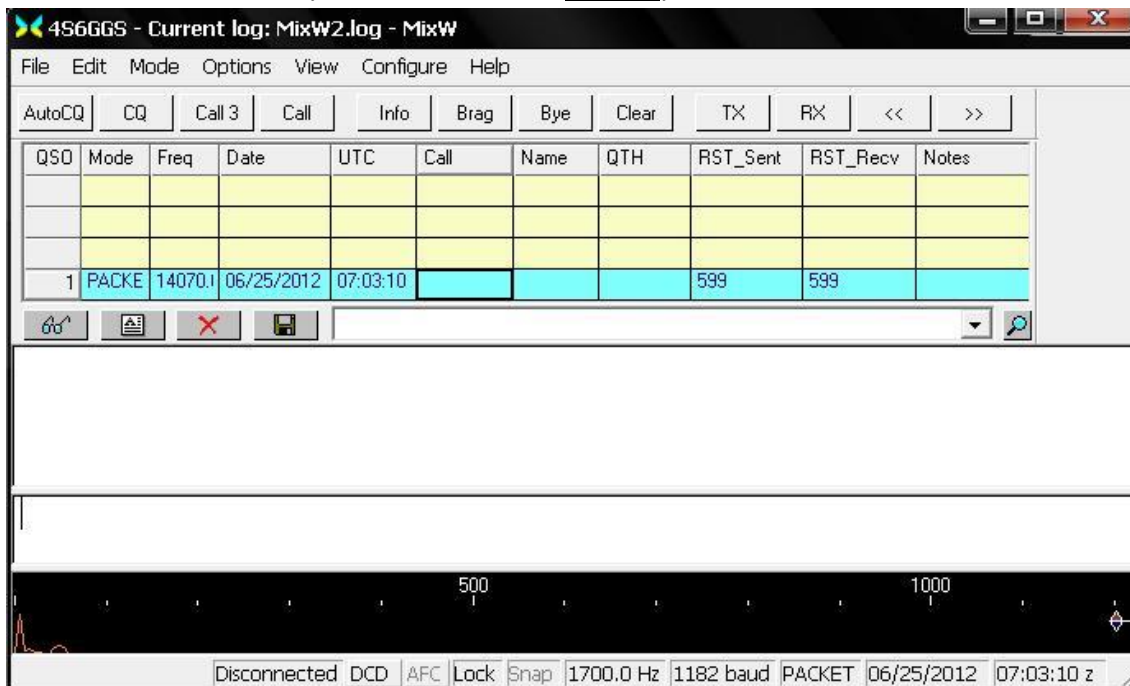 4S6GGS - Current log: MixW2.log - MixW
File Edit Mode Options View Configure Help
AutoCQ CQ Call 3 Call Info Brag Bye Clear TX RX << >>
QSO Mode Freq Date UTC Call Name QTH RST_Sent RST_Recv Notes
1 PACKE 14070. 06/25/2012 07:03:10 599 599
500 1000
Disconnected DCD AFC Lock Snap 1700.0 Hz 1182 baud PACKET 06/25/2012 07:03:10 z